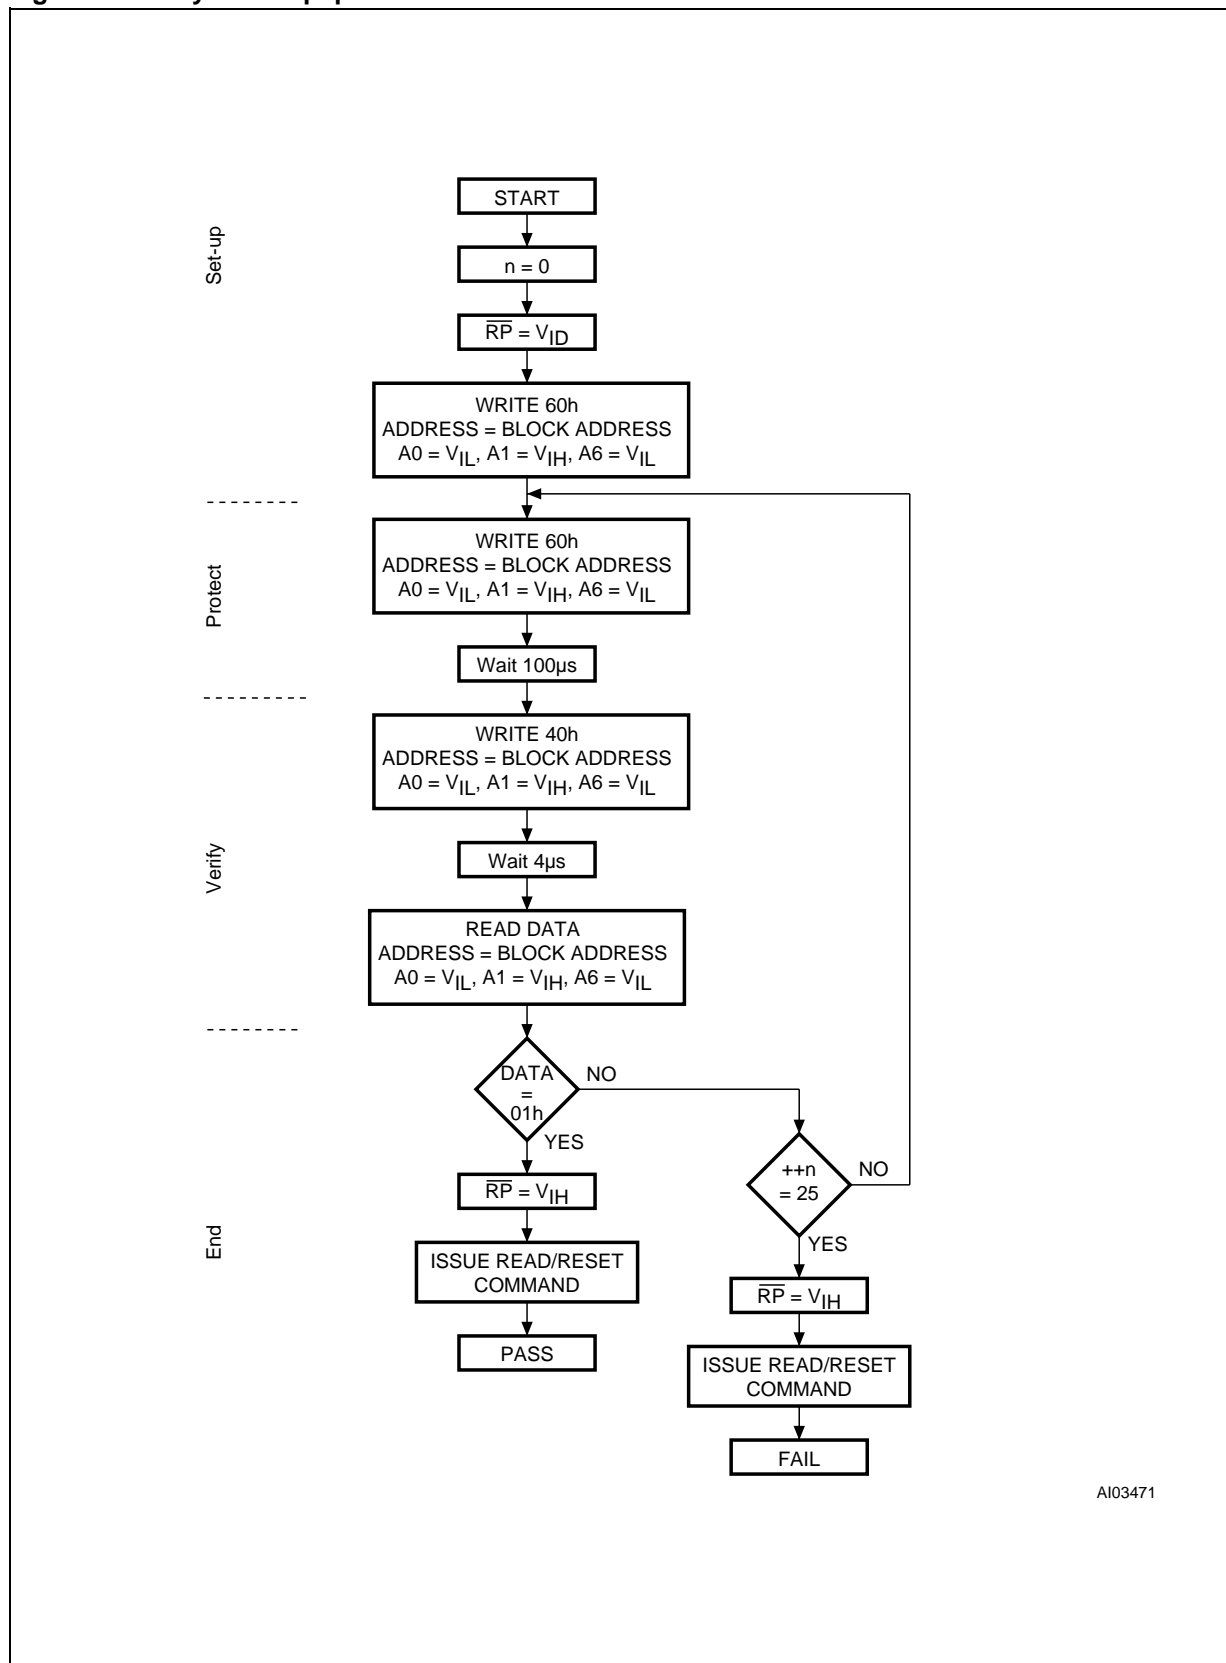 START
n = 0
RP = VID
Set-up
WRITE 60h
ADDRESS = BLOCK ADDRESS
A0 = VIL, A1 = VIH, A6 = VIL
WRITE 60h
ADDRESS = BLOCK ADDRESS
A0 = VIL, A1 = VIH, A6 = VIL
Protect
Wait 100µs
WRITE 40h
ADDRESS = BLOCK ADDRESS
A0 = VIL, A1 = VIH, A6 = VIL
Verify
Wait 4µs
READ DATA
ADDRESS = BLOCK ADDRESS
A0 = VIL, A1 = VIH, A6 = VIL
DATA
=
01h
NO
YES
++n
= 25
NO
YES
End
RP = VIH
ISSUE READ/RESET
COMMAND
PASS
RP = VIH
ISSUE READ/RESET
COMMAND
FAIL
AI03471